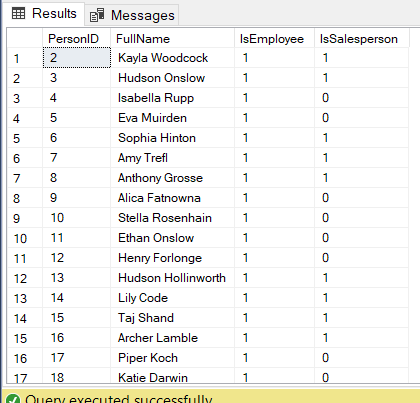 Results Messages
PersonID FullName IsEmployee IsSalesperson
1 2 Kayla Woodcock 1 1
2 3 Hudson Onslow 1 1
3 4 Isabella Rupp 1 0
4 5 Eva Muirden 1 0
5 6 Sophia Hinton 1 1
6 7 Amy Trefl 1 1
7 8 Anthony Grosse 1 1
8 9 Alica Fatnowna 1 0
9 10 Stella Rosenhain 1 0
10 11 Ethan Onslow 1 0
11 12 Henry Forlonge 1 0
12 13 Hudson Hollinworth 1 1
13 14 Lily Code 1 1
14 15 Taj Shand 1 1
15 16 Archer Lamble 1 1
16 17 Piper Koch 1 0
17 18 Katie Darwin 1 0
Query executed successfully